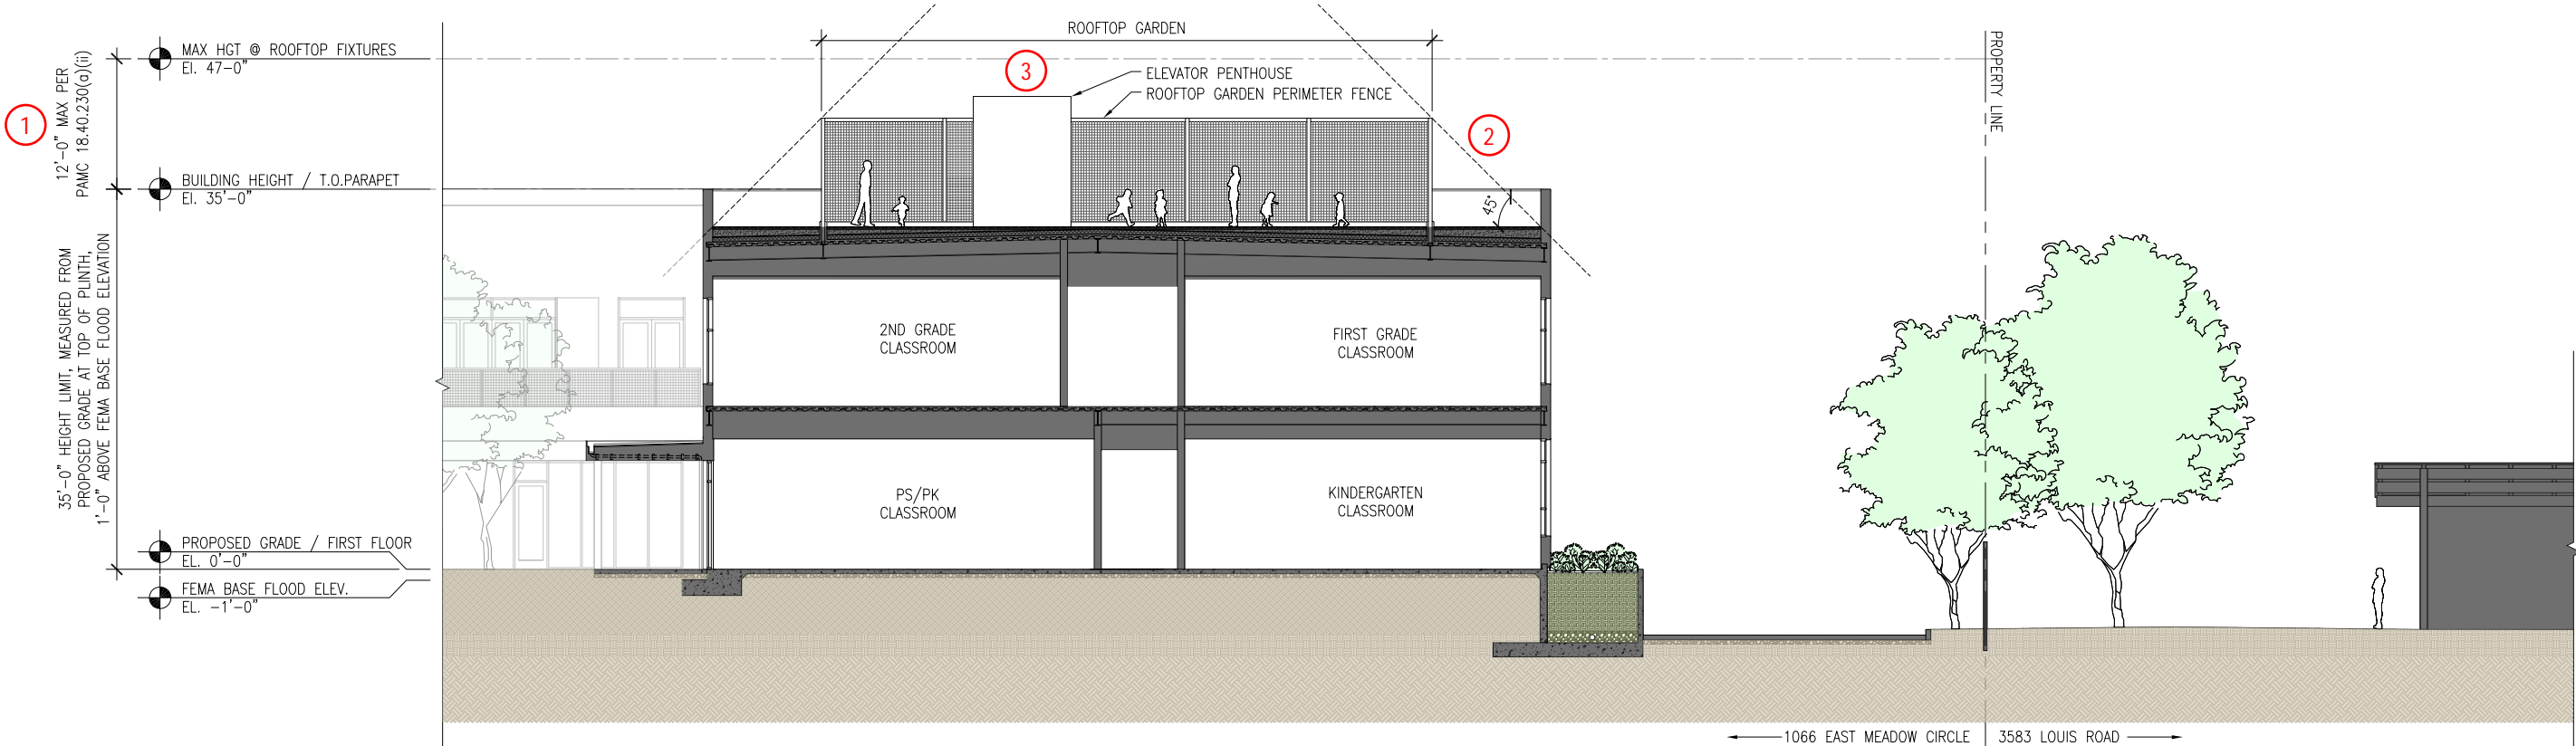 ROOFTOP GARDEN
MAX HGT @ ROOFTOP FIXTURES
El. 47-0"
12'-0" MAX PER
PAMC 18.40.230(a)(ii)
1
3
ELEVATOR PENTHOUSE
ROOFTOP GARDEN PERIMETER FENCE
2
PROPERTY LINE
BUILDING HEIGHT / T.O.PARAPET
El. 35'-0"
45°
35'-0" HEIGHT LIMIT, MEASURED FROM
PROPOSED GRADE AT TOP OF PLINTH,
1'-0" ABOVE FEMA BASE FLOOD ELEVATION
2ND GRADE
CLASSROOM
FIRST GRADE
CLASSROOM
PS/PK
CLASSROOM
KINDERGARTEN
CLASSROOM
PROPOSED GRADE / FIRST FLOOR
EL. 0'-0"
FEMA BASE FLOOD ELEV.
EL. -1'-0"
1066 EAST MEADOW CIRCLE
3583 LOUIS ROAD